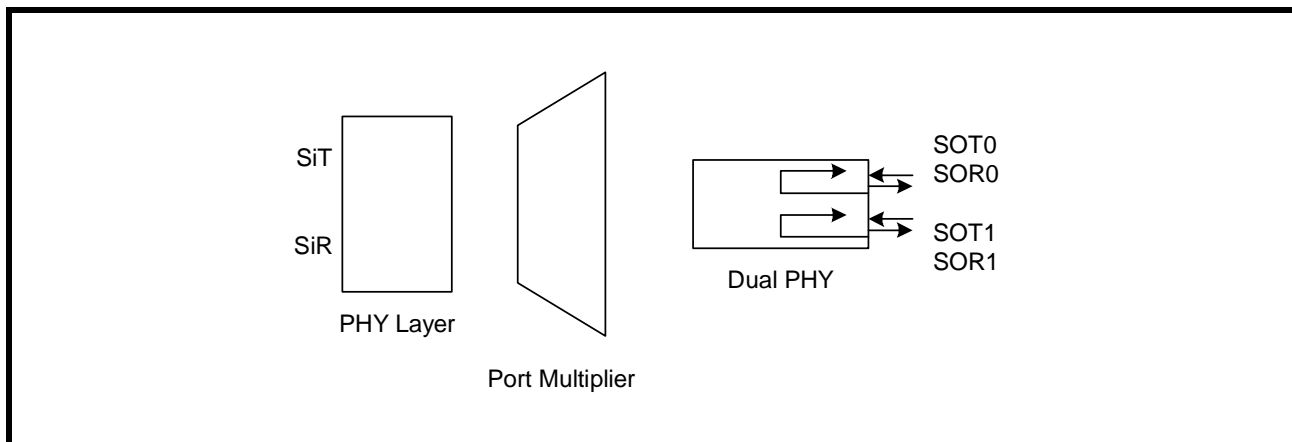 SiT
SiR
PHY Layer
Port Multiplier
Dual PHY
SOT0
SOR0
SOT1
SOR1